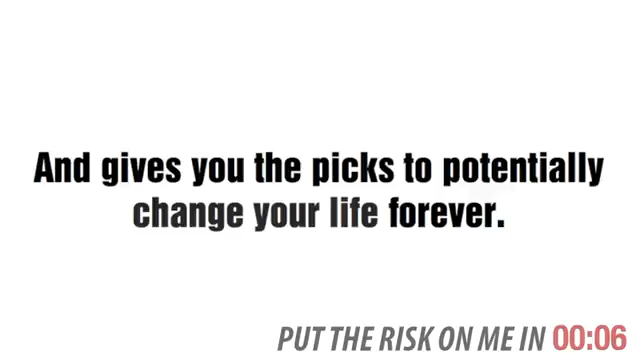 And gives you the picks to potentially
change your life forever.
PUT THE RISK ON ME IN 00:06